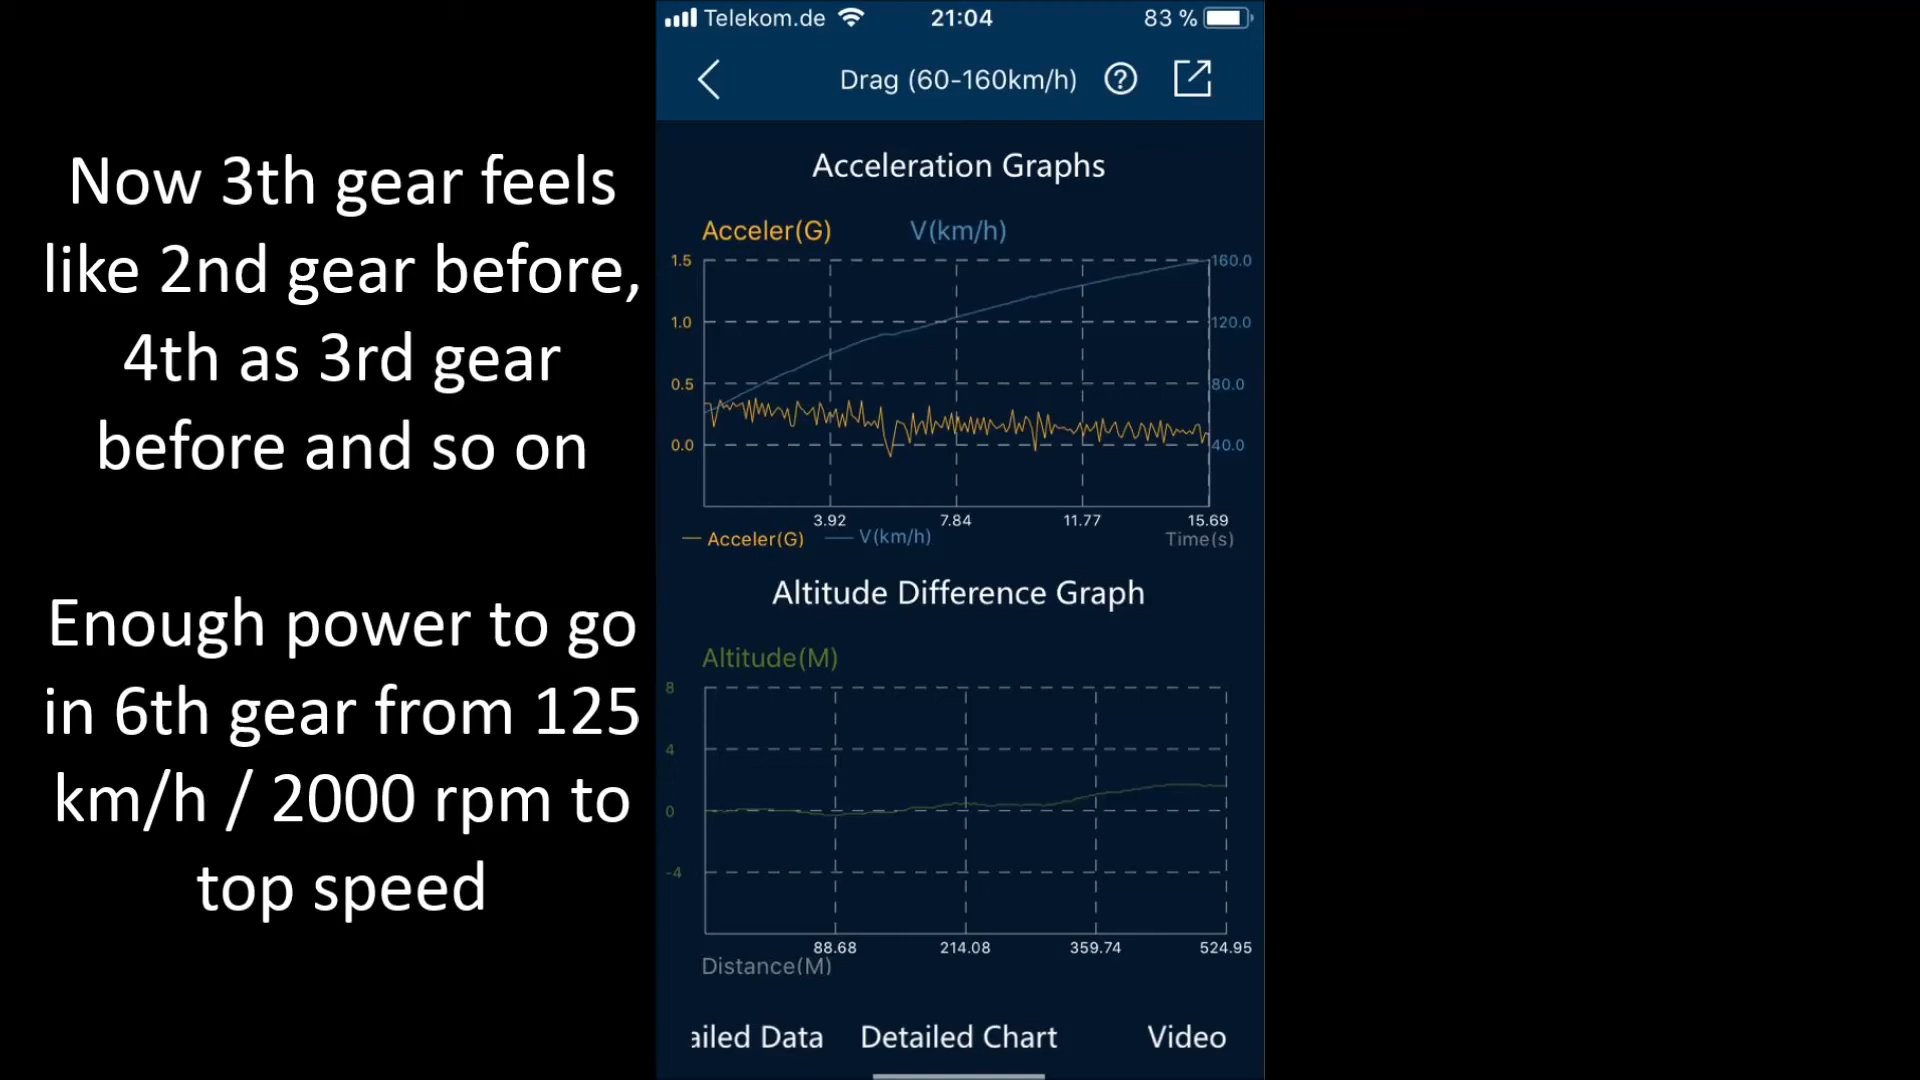 Now 3th gear feels
like 2nd gear before,
4th as 3rd gear
before and so on
Enough power to go
in 6th gear from 125
km/h / 2000 rpm to
top speed
Telekom.de 21:04 83 %
Drag (60-160km/h)
Acceleration Graphs
Acceler(G) V(km/h)
1.5 160.0
1.0 120.0
0.5 80.0
0.0 40.0
3.92 7.84 11.77 15.69
Acceler(G) V(km/h) Time(s)
Altitude Difference Graph
Altitude(M)
8
4
0
-4
88.68 214.08 359.74 524.95
Distance(M)
ailed Data Detailed Chart Video